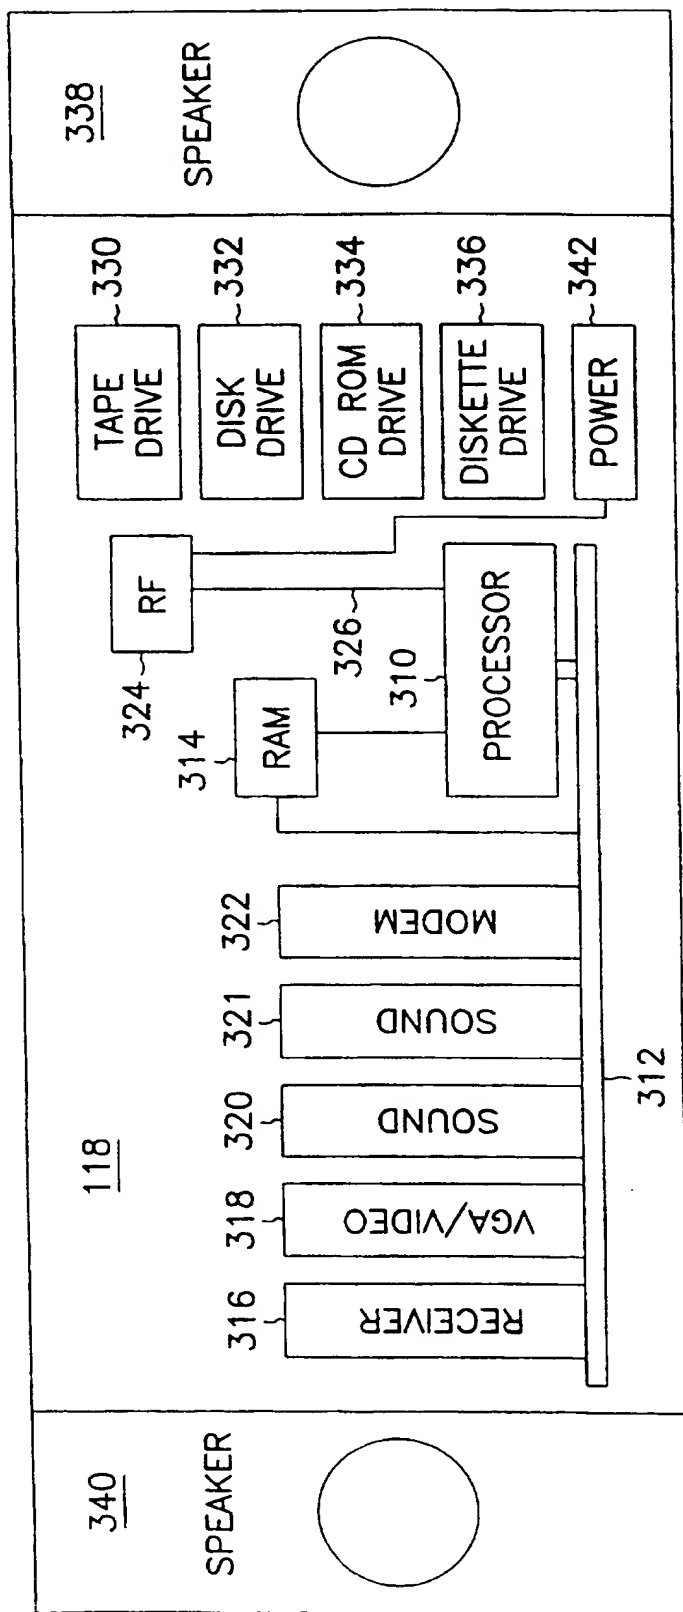 340
SPEAKER
118
316
RECEIVER
318
VGA/VIDEO
320
SOUND
321
SOUND
322
MODEM
312
314
RAM
324
RF
326
310
PROCESSOR
TAPE
DRIVE
330
DISK
DRIVE
332
CD ROM
DRIVE
334
DISKETTE
DRIVE
336
POWER
342
338
SPEAKER